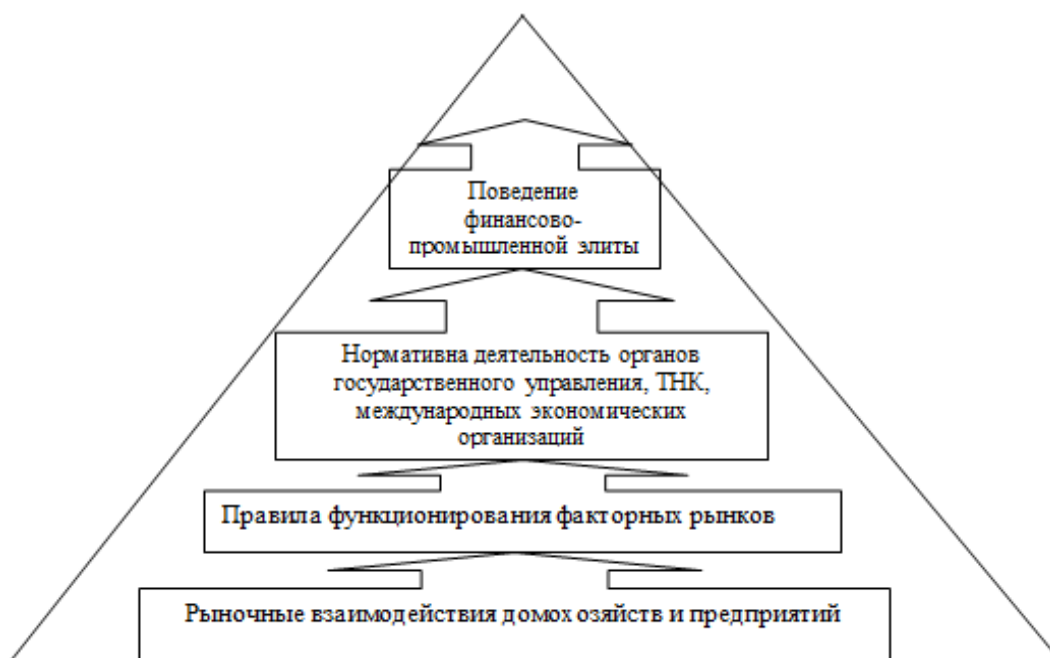 Поведение
финансово-
промышленной элиты
Нормативна деятельность органов
государственного управления, ТНК,
международных экономических
организаций
Правила функционирования факторных рынков
Рыночные взаимодействия домохозяйств и предприятий